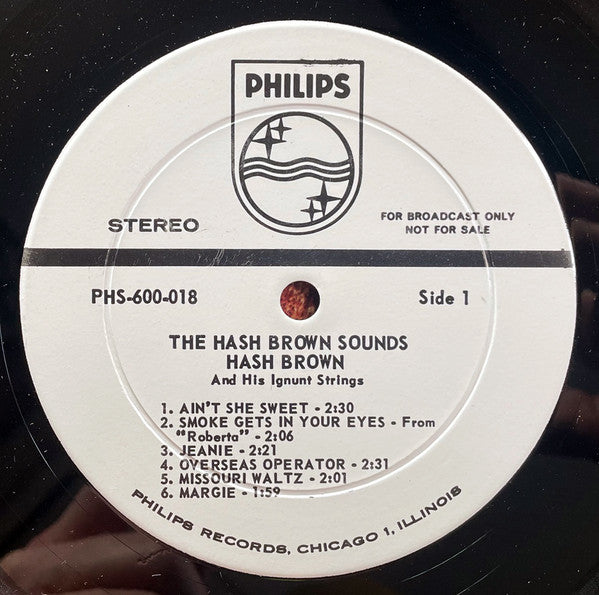 PHILIPS
STEREO
FOR BROADCAST ONLY
NOT FOR SALE
PHS-600-018
Side 1
THE HASH BROWN SOUNDS
HASH BROWN
And His Ignunt Strings
1. AIN'T SHE SWEET - 2:30
2. SMOKE GETS IN YOUR EYES - From
"Roberta" - 2:06
3. JEANIE - 2:21
4. OVERSEAS OPERATOR - 2:31
5. MISSOURI WALTZ - 2:01
6. MARGIE - 1:59
PHILIPS RECORDS, CHICAGO 1, ILLINOIS